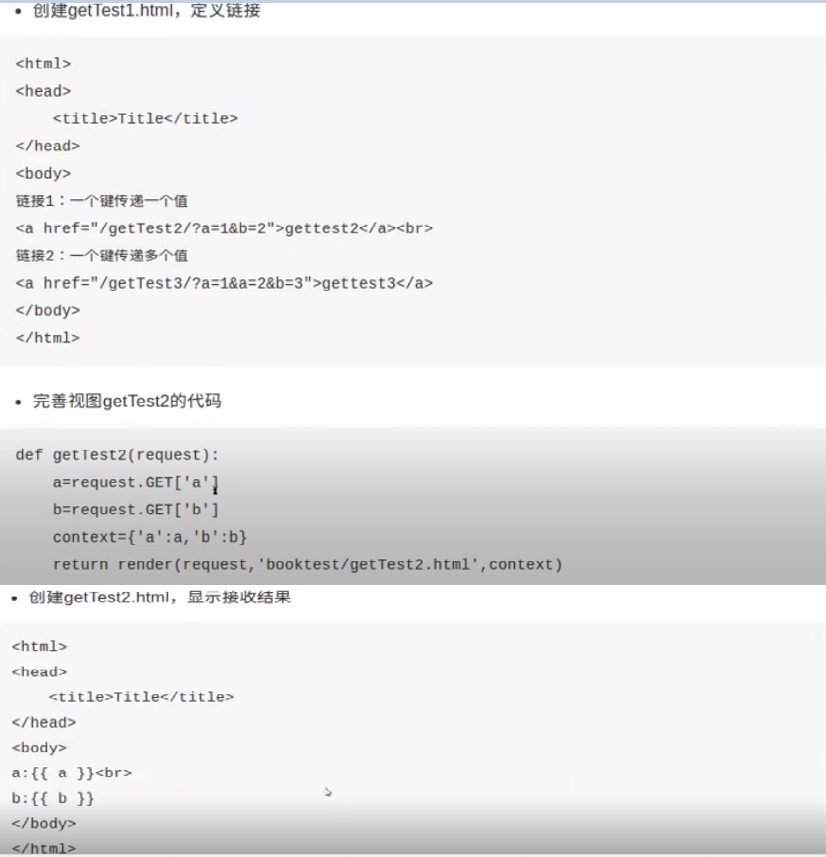 • 创建getTest1.html，定义链接
<html>
<head>
    <title>Title</title>
</head>
<body>
链接1：一个键传递一个值
<a href="/getTest2/?a=1&b=2">gettest2</a><br>
链接2：一个键传递多个值
<a href="/getTest3/?a=1&a=2&b=3">gettest3</a>
</body>
</html>
• 完善视图getTest2的代码
def getTest2(request):
    a=request.GET['a']
    b=request.GET['b']
    context={'a':a,'b':b}
    return render(request,'booktest/getTest2.html',context)
• 创建getTest2.html，显示接收结果
<html>
<head>
    <title>Title</title>
</head>
<body>
a:{{ a }}<br>
b:{{ b }}
</body>
</html>